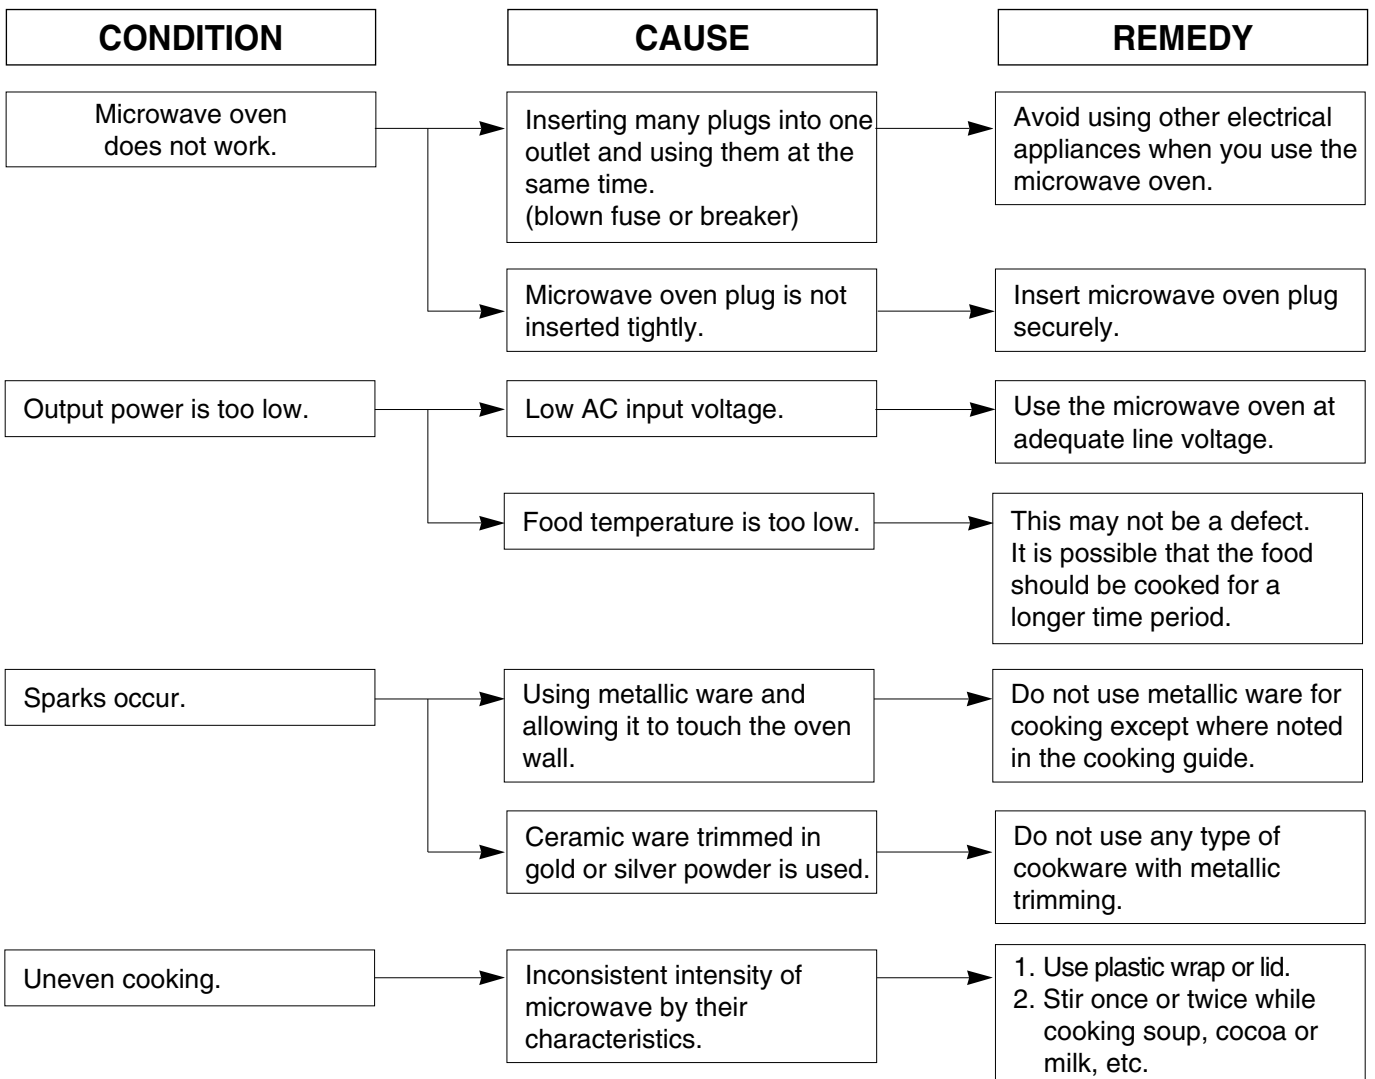 CONDITION
CAUSE
REMEDY
Microwave oven
does not work.
Inserting many plugs into one
outlet and using them at the
same time.
(blown fuse or breaker)
Avoid using other electrical
appliances when you use the
microwave oven.
Microwave oven plug is not
inserted tightly.
Insert microwave oven plug
securely.
Output power is too low.
Low AC input voltage.
Use the microwave oven at
adequate line voltage.
Food temperature is too low.
This may not be a defect.
It is possible that the food
should be cooked for a
longer time period.
Sparks occur.
Using metallic ware and
allowing it to touch the oven
wall.
Do not use metallic ware for
cooking except where noted
in the cooking guide.
Ceramic ware trimmed in
gold or silver powder is used.
Do not use any type of
cookware with metallic
trimming.
Uneven cooking.
Inconsistent intensity of
microwave by their
characteristics.
1. Use plastic wrap or lid.
2. Stir once or twice while
cooking soup, cocoa or
milk, etc.